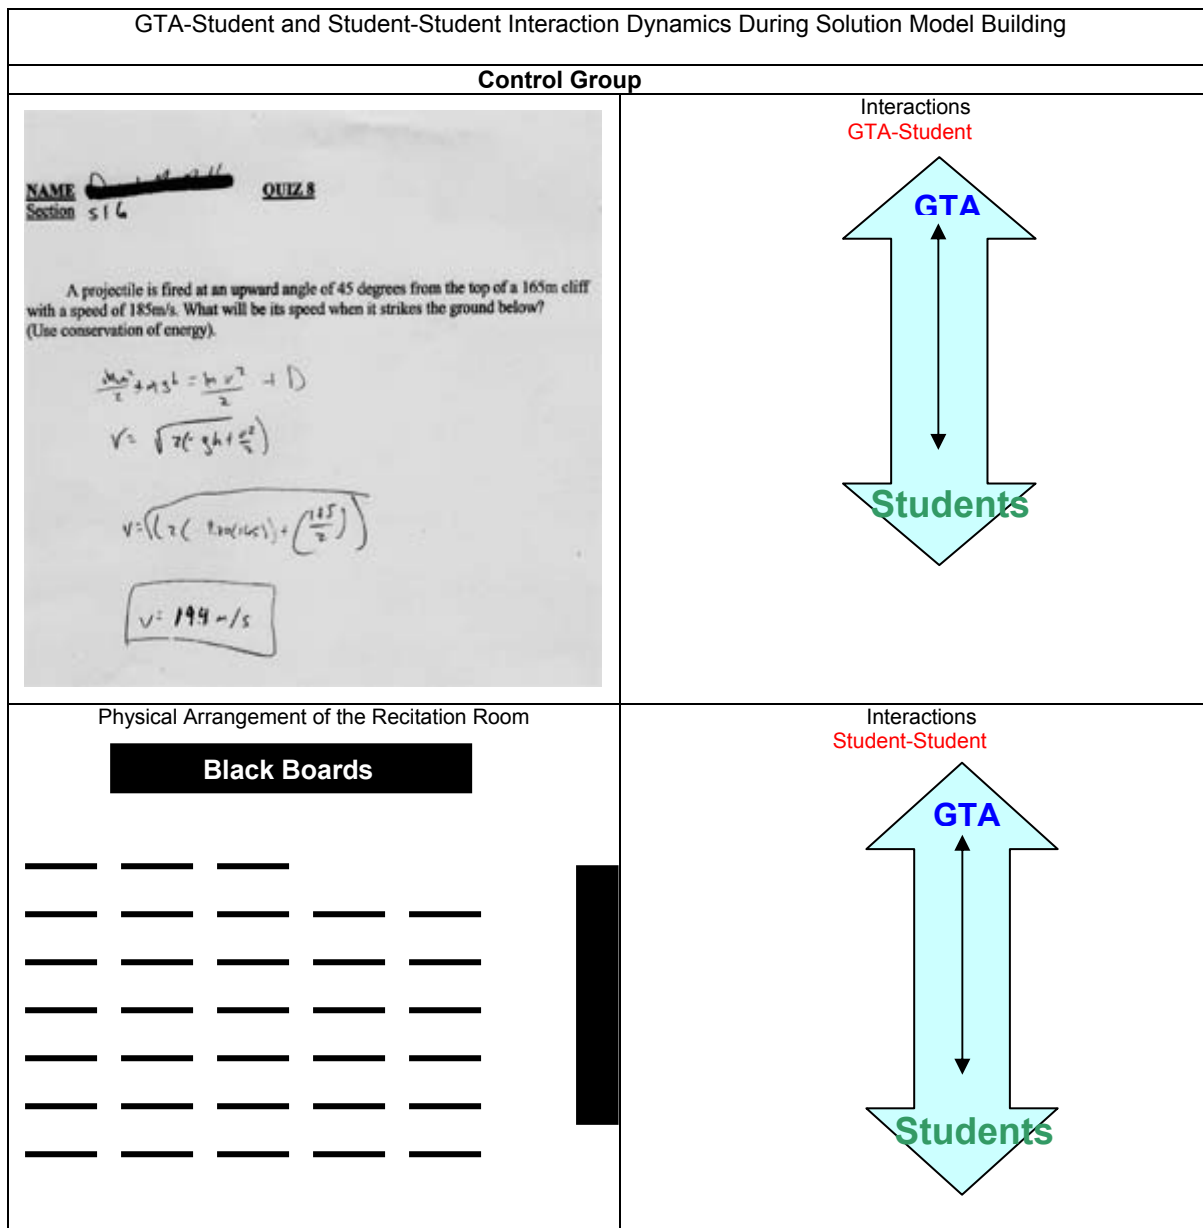 GTA-Student and Student-Student Interaction Dynamics During Solution Model Building
Control Group
NAME QUIZ 8
Section S16
A projectile is fired at an upward angle of 45 degrees from the top of a 165m cliff
with a speed of 185m/s. What will be its speed when it strikes the ground below?
(Use conservation of energy).
v =
v = 194 m/s
Interactions
GTA-Student
GTA
Students
Physical Arrangement of the Recitation Room
Black Boards
Interactions
Student-Student
GTA
Students